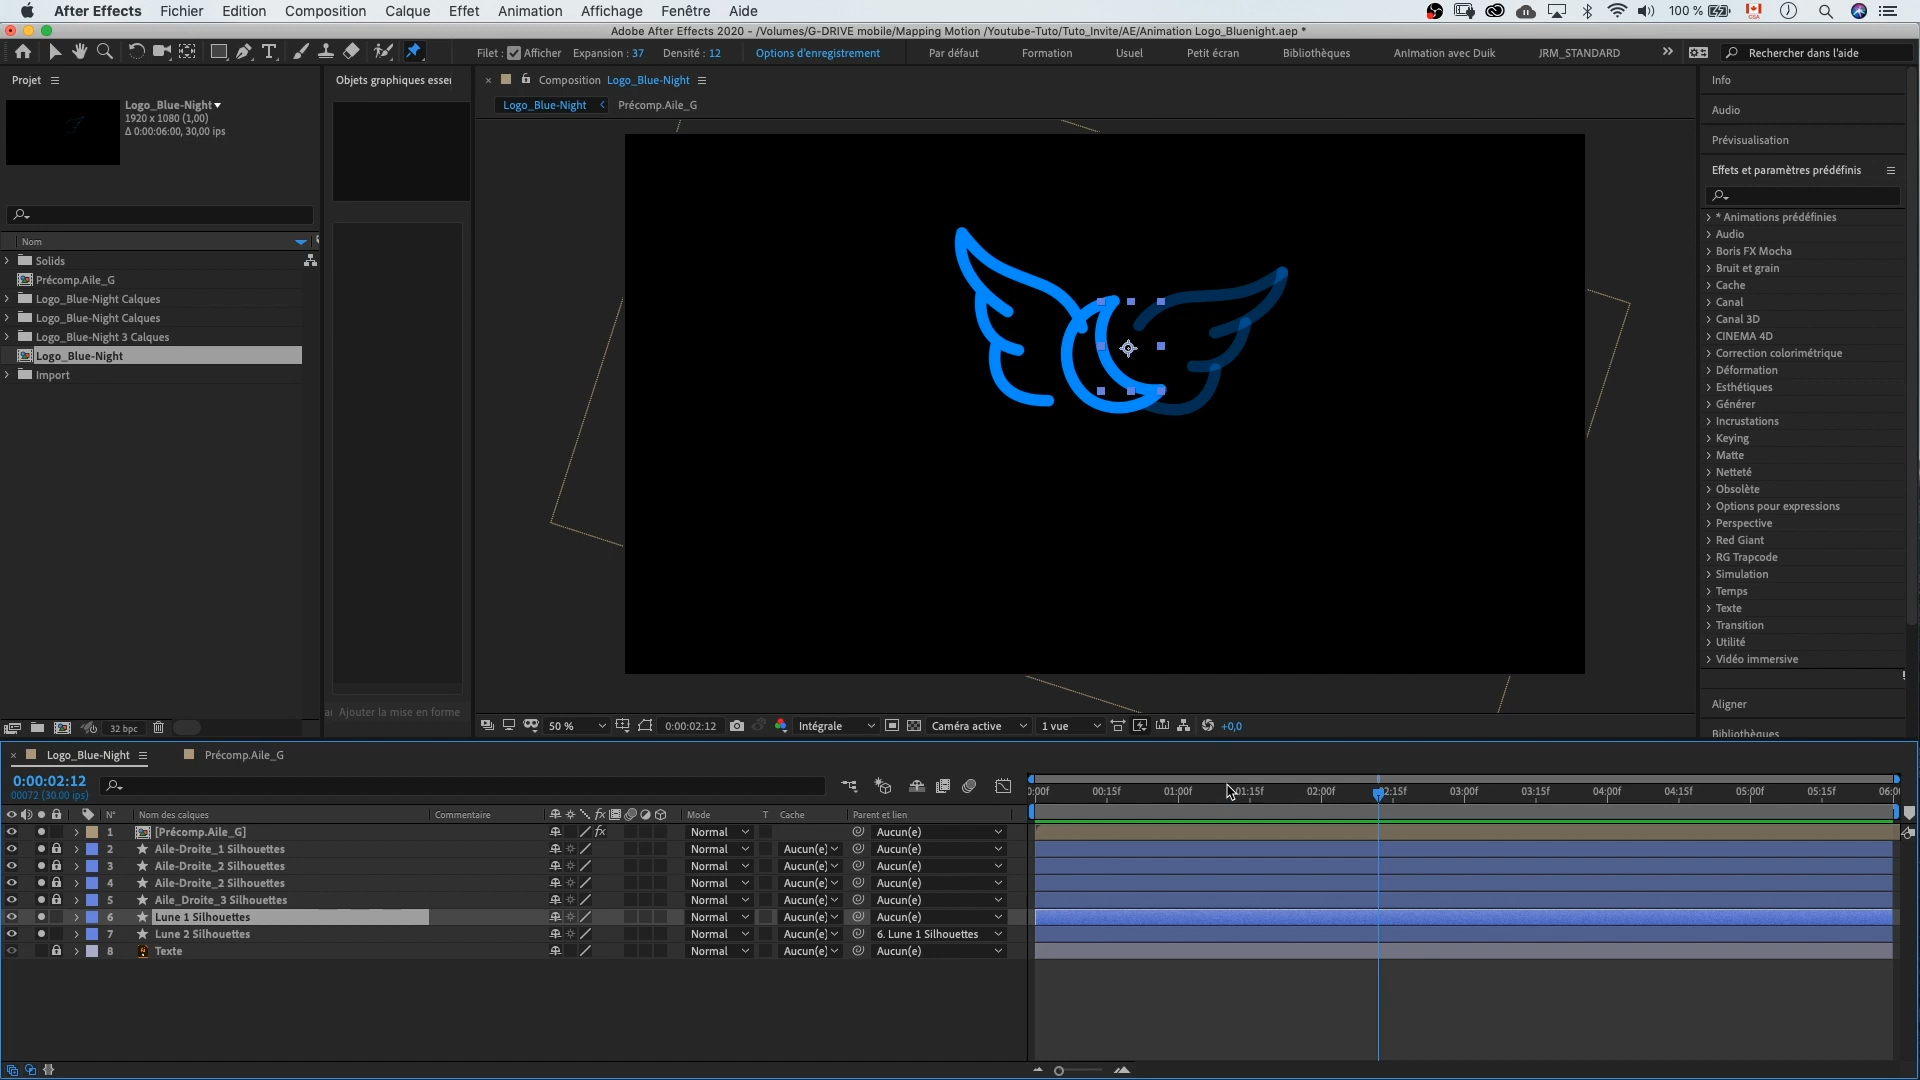 After Effects Fichier Edition Composition Calque Effet Animation Affichage Fenêtre Aide 100 %
Adobe After Effects 2020 - /Volumes/G-DRIVE mobile/Mapping Motion /Youtube-Tuto/Tuto_Invite/AE/Animation Logo_Bluenight.aep *
Filet : Afficher Expansion : 37 Densité : 12 Options d'enregistrement Par défaut Formation Usuel Petit écran Bibliothèques Animation avec Duik JRM_STANDARD Rechercher dans l'aide
Projet
Objets graphiques esse
Composition Logo_Blue-Night
Info
Logo_Blue-Night Précomp.Aile_G
Logo_Blue-Night
1920 x 1080 (1,00)
Δ 0:00:06:00, 30,00 ips
Audio
Prévisualisation
Effets et paramètres prédéfinis
Nom
Solids
Précomp.Aile_G
Logo_Blue-Night Calques
Logo_Blue-Night Calques
Logo_Blue-Night 3 Calques
Logo_Blue-Night
Import
* Animations prédéfinies
Audio
Boris FX Mocha
Bruit et grain
Cache
Canal
Canal 3D
CINEMA 4D
Correction colorimétrique
Déformation
Esthétiques
Générer
Incrustations
Keying
Matte
Netteté
Obsolète
Options pour expressions
Perspective
Red Giant
RG Trapcode
Simulation
Temps
Texte
Transition
Utilité
Vidéo immersive
Aligner
Bibliothèques
Ajouter la mise en forme
32 bpc
50 % 0:00:02:12 Intégrale Caméra active 1 vue +0,0
Logo_Blue-Night Précomp.Aile_G
0:00:02:12
00072 (30.00 ips)
:00f 00:15f 01:00f 01:15f 02:00f 02:15f 03:00f 03:15f 04:00f 04:15f 05:00f 05:15f 06:0
N° Nom des calques Commentaire Mode T Cache Parent et lien
1 [Précomp.Aile_G] Normal Aucun(e)
2 Aile-Droite_1 Silhouettes Normal Aucun(e) Aucun(e)
3 Aile-Droite_2 Silhouettes Normal Aucun(e) Aucun(e)
4 Aile-Droite_2 Silhouettes Normal Aucun(e) Aucun(e)
5 Aile_Droite_3 Silhouettes Normal Aucun(e) Aucun(e)
6 Lune 1 Silhouettes Normal Aucun(e) Aucun(e)
7 Lune 2 Silhouettes Normal Aucun(e) 6. Lune 1 Silhouettes
8 Texte Normal Aucun(e) Aucun(e)